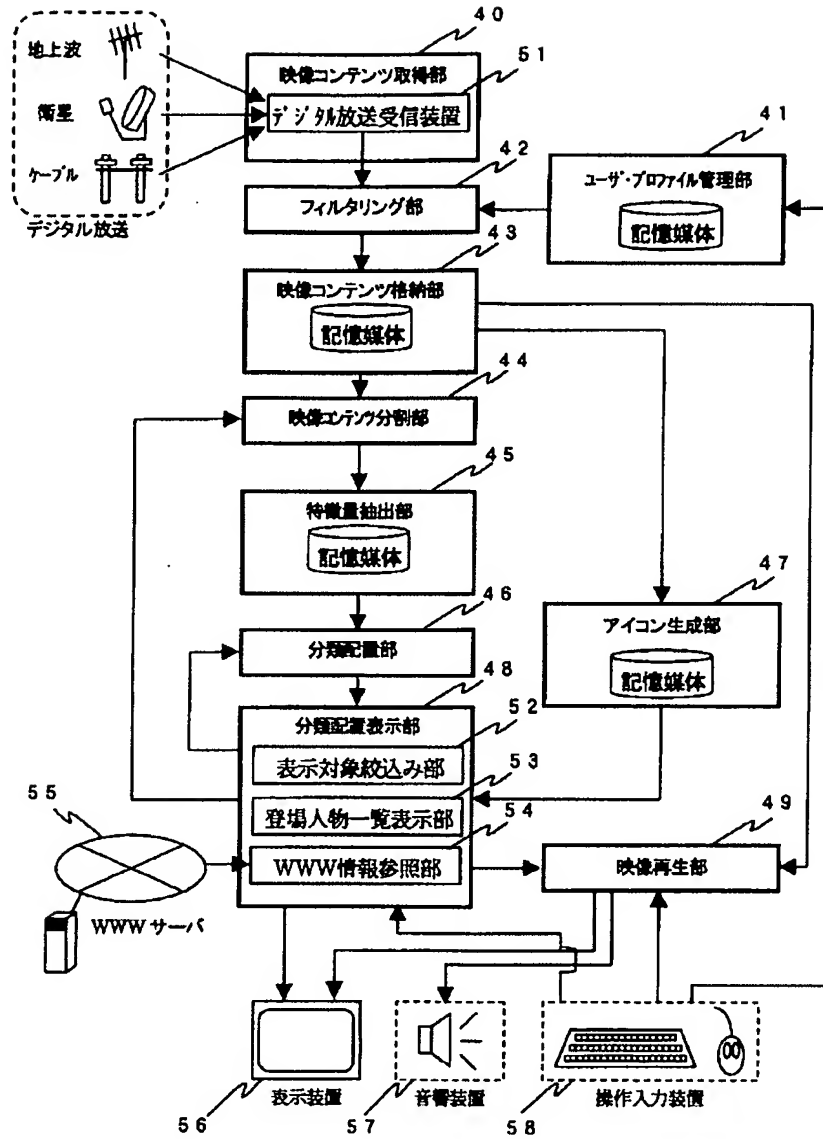 40
地上波
映像コンテンツ取得部
51
デジタル放送受信装置
衛星
41
42
ケーブル
ユーザ・プロファイル管理部
フィルタリング部
記憶媒体
デジタル放送
43
映像コンテンツ格納部
記憶媒体
44
映像コンテンツ分割部
45
特徴量抽出部
記憶媒体
47
46
アイコン生成部
分類配置部
記憶媒体
48
分類配置表示部
52
表示対象絞込み部
53
55
登場人物一覧表示部
54
49
WWW情報参照部
映像再生部
WWWサーバ
表示装置
音響装置
操作入力装置
56
57
58